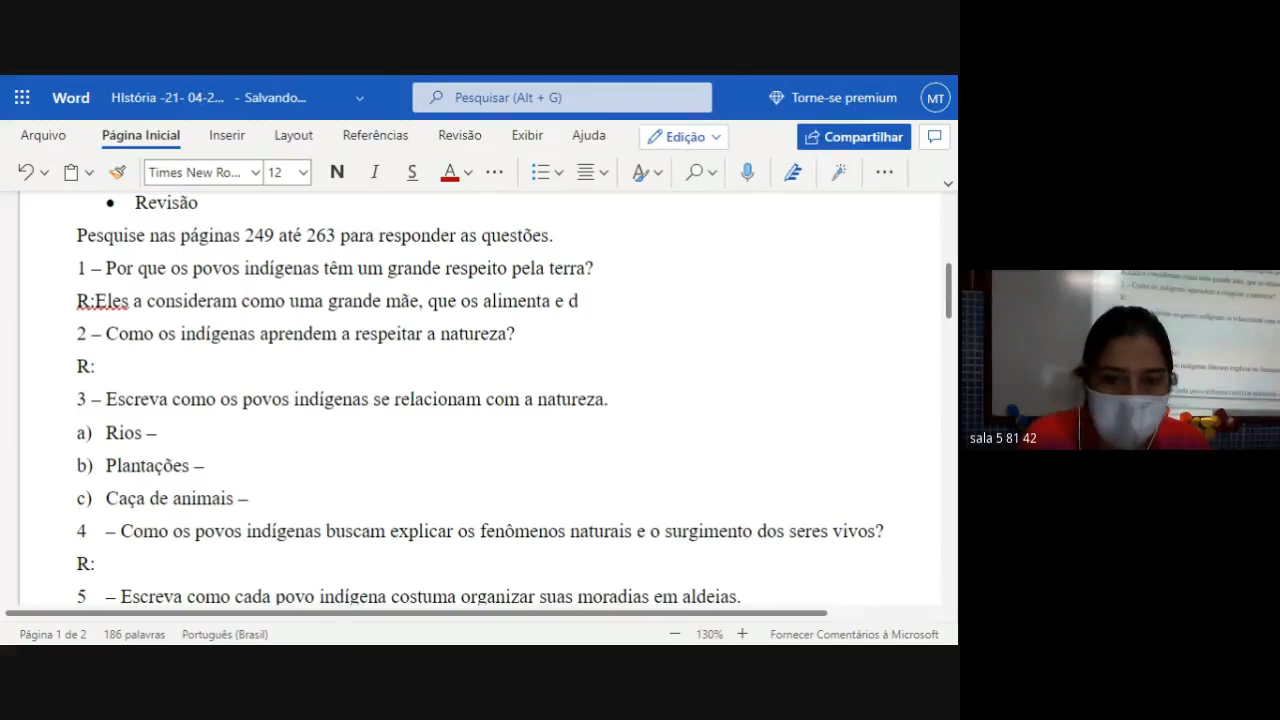 Word HIstória -21- 04-2... - Salvando... Pesquisar (Alt + G) Torne-se premium MT
Arquivo Página Inicial Inserir Layout Referências Revisão Exibir Ajuda Edição Compartilhar
Times New Ro... 12 N I S A ...
• Revisão
Pesquise nas páginas 249 até 263 para responder as questões.
1 – Por que os povos indígenas têm um grande respeito pela terra?
R:Eles a consideram como uma grande mãe, que os alimenta e d
2 – Como os indígenas aprendem a respeitar a natureza?
R:
3 – Escreva como os povos indígenas se relacionam com a natureza.
a) Rios –
b) Plantações –
c) Caça de animais –
4 – Como os povos indígenas buscam explicar os fenômenos naturais e o surgimento dos seres vivos?
R:
5 – Escreva como cada povo indígena costuma organizar suas moradias em aldeias.
Página 1 de 2 186 palavras Português (Brasil) 130% Fornecer Comentários à Microsoft
sala 5 81 42